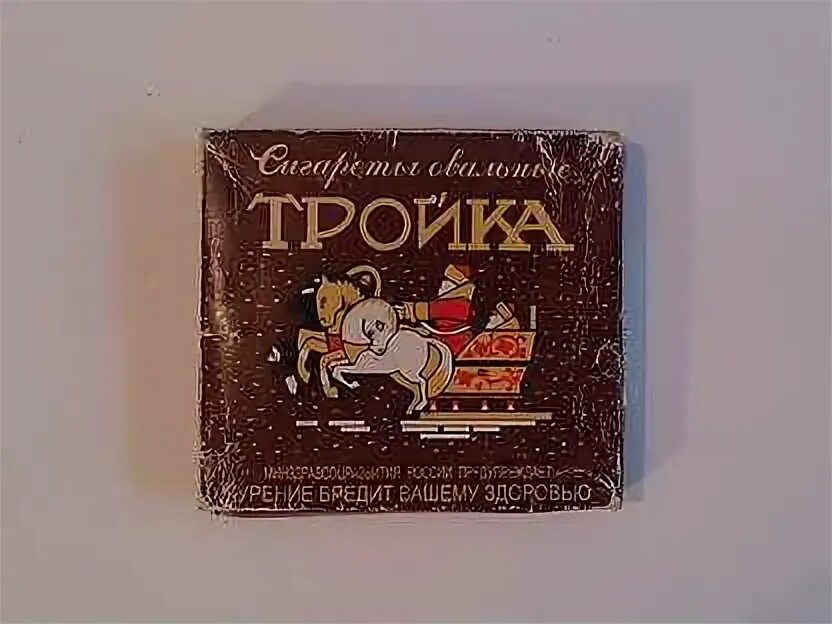 Сигареты овальные
ТРОЙКА
МИНЗДРАВСОЦРАЗВИТИЯ РОССИИ ПРЕДУПРЕЖДАЕТ
КУРЕНИЕ ВРЕДИТ ВАШЕМУ ЗДОРОВЬЮ